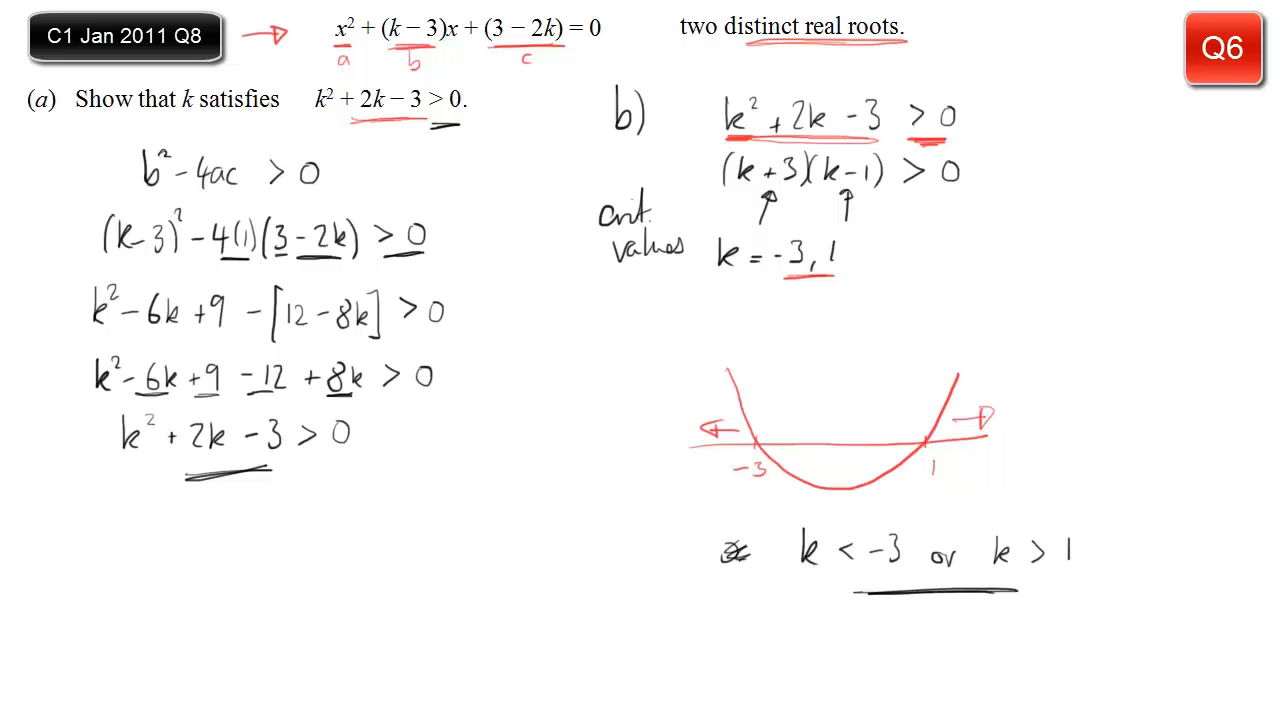 C1 Jan 2011 Q8
x² + (k − 3)x + (3 − 2k) = 0 two distinct real roots.
a b c
Q6
(a) Show that k satisfies k² + 2k − 3 > 0.
b² - 4ac > 0
(k - 3)² - 4(1)(3 - 2k) > 0
k² - 6k + 9 - [12 - 8k] > 0
k² - 6k + 9 - 12 + 8k > 0
k² + 2k - 3 > 0
b) k² + 2k - 3 > 0
(k + 3)(k - 1) > 0
crit.
values k = -3, 1
-3 1
k < -3 or k > 1